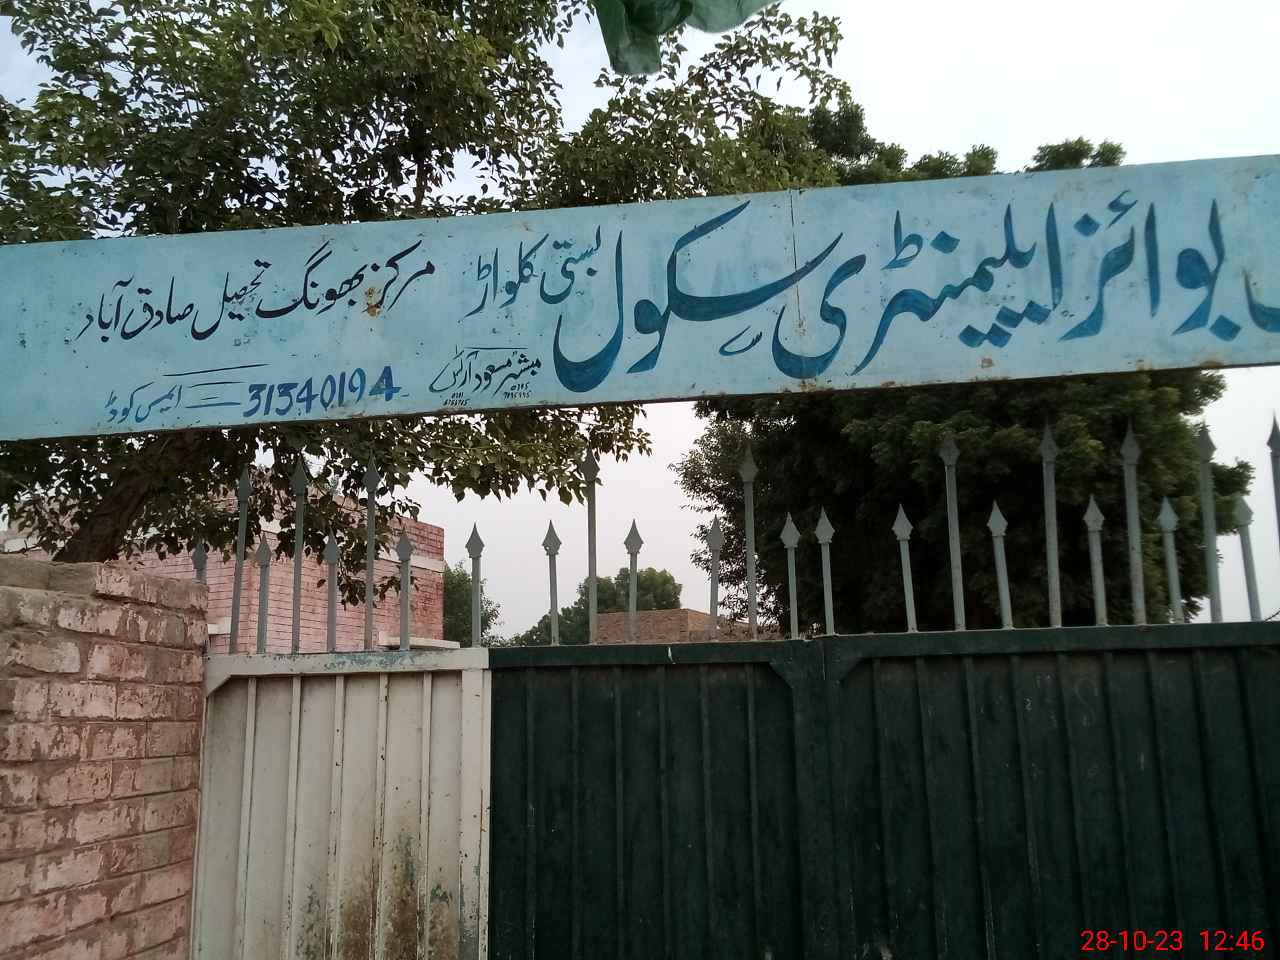 بوائز ایلیمنٹری سکول بستی کلواڑ
مرکز بھونگ تحصیل صادق آباد
ایمس کوڈ 31340194
مبشر مسعود آرٹس
28-10-23 12:46